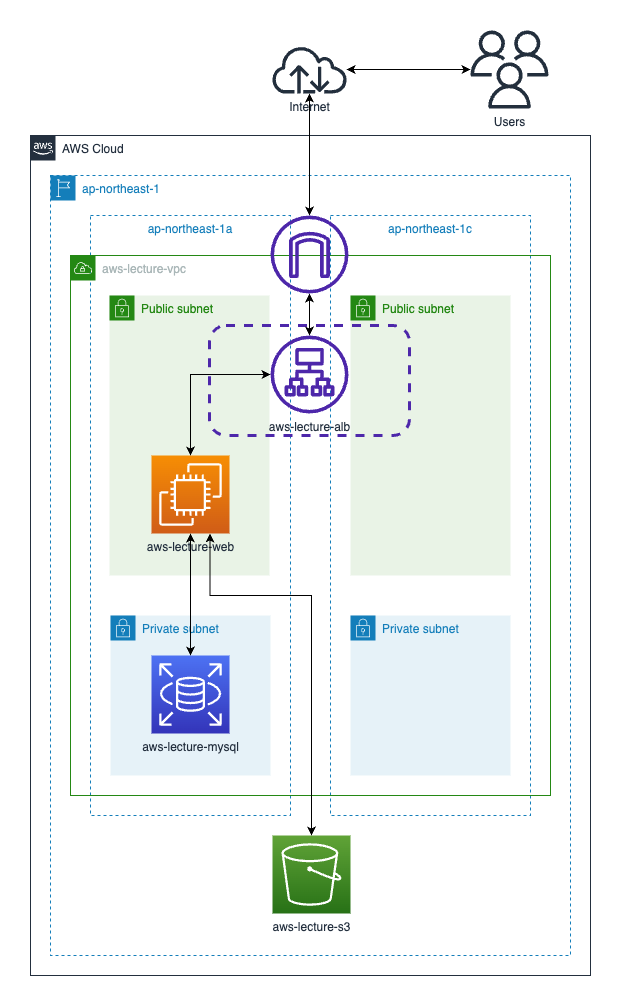 Internet
Users
aws
AWS Cloud
ap-northeast-1
ap-northeast-1a
ap-northeast-1c
aws-lecture-vpc
Public subnet
Public subnet
aws-lecture-alb
aws-lecture-web
Private subnet
Private subnet
aws-lecture-mysql
aws-lecture-s3